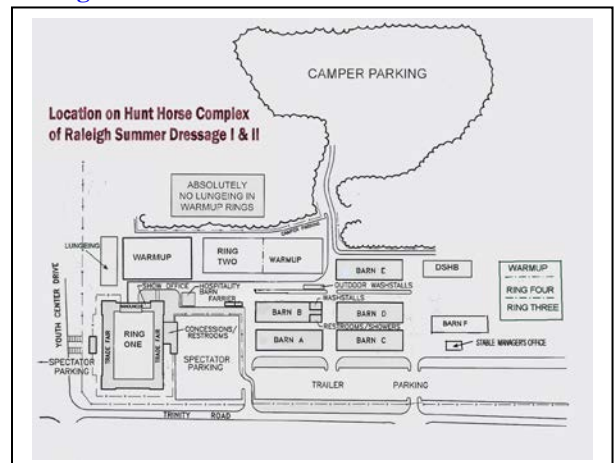 CAMPER PARKING
Location on Hunt Horse Complex
of Raleigh Summer Dressage I & II
ABSOLUTELY
NO LUNGEING IN
WARMUP RINGS
CAMPER PARKING
LUNGEING
WARMUP
RING
TWO
WARMUP
BARN E
DSHB
WARMUP
RING FOUR
RING THREE
SHOW OFFICE
HOSPITALITY
BARN
FARRIER
OUTDOOR WASHSTALLS
WASHSTALLS
BARN B
BARN D
RESTROOMS/SHOWERS
BARN F
STABLE MANAGER'S OFFICE
YOUTH CENTER DRIVE
TRADE FAIR
RING
ONE
TRADE FAIR
CONCESSIONS/
RESTROOMS
BARN A
BARN C
SPECTATOR
PARKING
SPECTATOR
PARKING
TRAILER PARKING
TRINITY ROAD